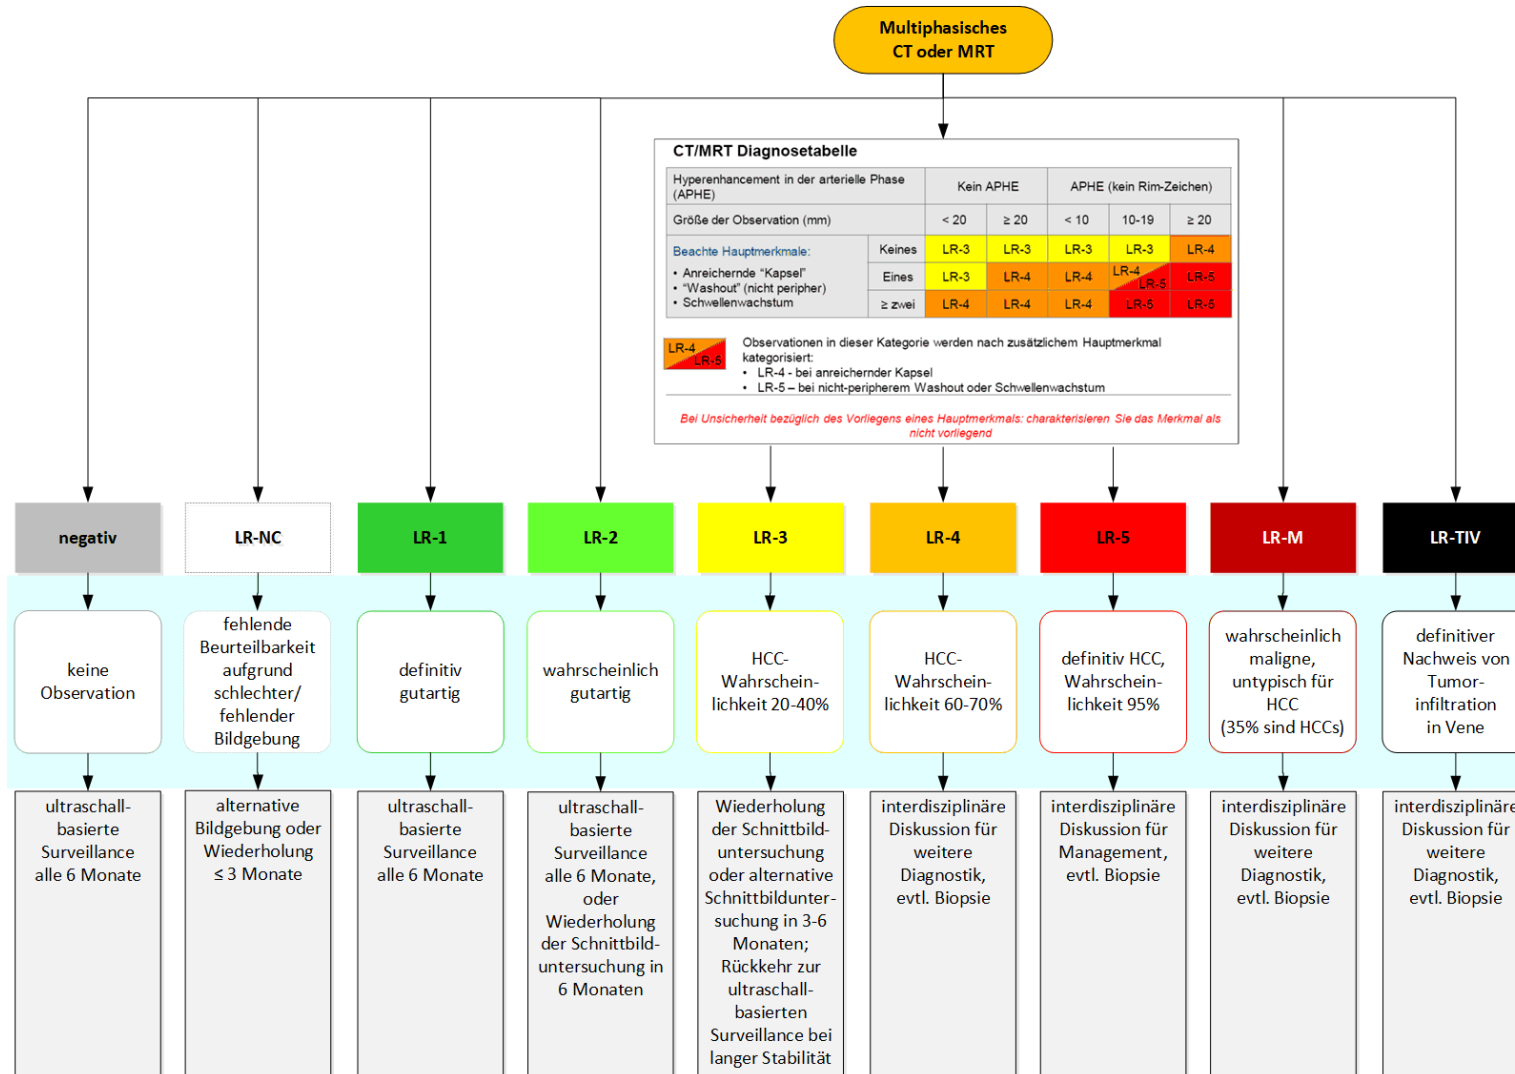 Multiphasisches
CT oder MRT
CT/MRT Diagnosetabelle
Hyperenhancement in der arterielle Phase
(APHE)
Kein APHE
APHE (kein Rim-Zeichen)
Größe der Observation (mm)
< 20
≥ 20
< 10
10-19
≥ 20
Beachte Hauptmerkmale:
• Anreichernde "Kapsel"
• "Washout" (nicht peripher)
• Schwellenwachstum
Keines
LR-3
LR-3
LR-3
LR-3
LR-4
Eines
LR-3
LR-4
LR-4
LR-4
LR-5
LR-5
≥ zwei
LR-4
LR-4
LR-4
LR-5
LR-5
LR-4
LR-5
Observationen in dieser Kategorie werden nach zusätzlichem Hauptmerkmal
kategorisiert:
• LR-4 - bei anreichernder Kapsel
• LR-5 – bei nicht-peripherem Washout oder Schwellenwachstum
Bei Unsicherheit bezüglich des Vorliegens eines Hauptmerkmals: charakterisieren Sie das Merkmal als
nicht vorliegend
negativ
LR-NC
LR-1
LR-2
LR-3
LR-4
LR-5
LR-M
LR-TIV
keine
Observation
fehlende
Beurteilbarkeit
aufgrund
schlechter/
fehlender
Bildgebung
definitiv
gutartig
wahrscheinlich
gutartig
HCC-
Wahrschein-
lichkeit 20-40%
HCC-
Wahrschein-
lichkeit 60-70%
definitiv HCC,
Wahrschein-
lichkeit 95%
wahrscheinlich
maligne,
untypisch für
HCC
(35% sind HCCs)
definitiver
Nachweis von
Tumor-
infiltration
in Vene
ultraschall-
basierte
Surveillance
alle 6 Monate
alternative
Bildgebung oder
Wiederholung
≤ 3 Monate
ultraschall-
basierte
Surveillance
alle 6 Monate
ultraschall-
basierte
Surveillance
alle 6 Monate,
oder
Wiederholung
der Schnittbild-
untersuchung in
6 Monaten
Wiederholung
der Schnittbild-
untersuchung
oder alternative
Schnittbildunter-
suchung in 3-6
Monaten;
Rückkehr zur
ultraschall-
basierten
Surveillance bei
langer Stabilität
interdisziplinäre
Diskussion für
weitere
Diagnostik,
evtl. Biopsie
interdisziplinäre
Diskussion für
Management,
evtl. Biopsie
interdisziplinäre
Diskussion für
weitere
Diagnostik,
evtl. Biopsie
interdisziplinäre
Diskussion für
weitere
Diagnostik,
evtl. Biopsie